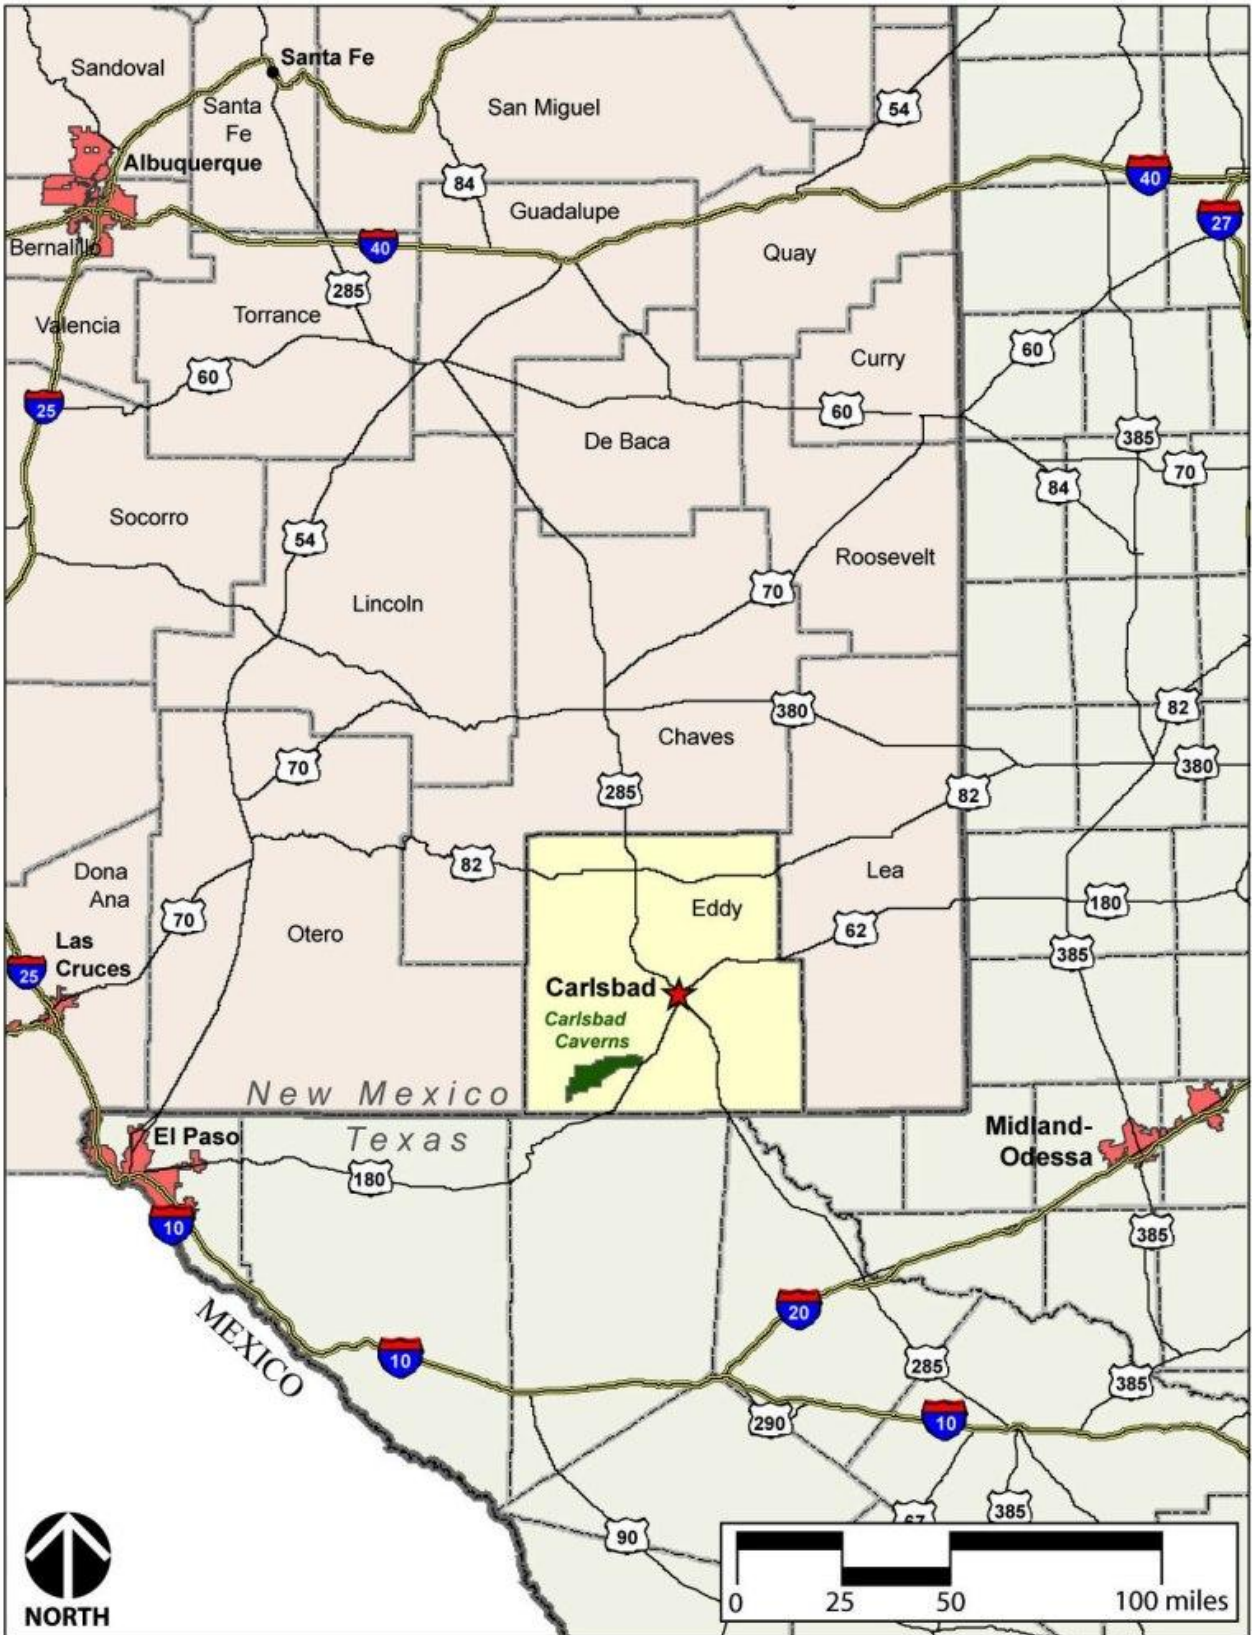 Santa Fe
Sandoval
Santa
Fe
San Miguel
54
Albuquerque
84
40
Guadalupe
27
Bernalillo
40
Quay
285
Torrance
Valencia
60
Curry
60
25
60
385
De Baca
70
84
Socorro
54
Roosevelt
70
Lincoln
82
380
Chaves
70
380
285
82
82
Dona
Ana
Lea
180
Eddy
70
62
Otero
Las
Cruces
385
25
Carlsbad
Carlsbad
Caverns
New Mexico
Texas
El Paso
Midland-
Odessa
180
10
385
20
MEXICO
10
285
385
290
10
67
385
90
NORTH
0 25 50 100 miles